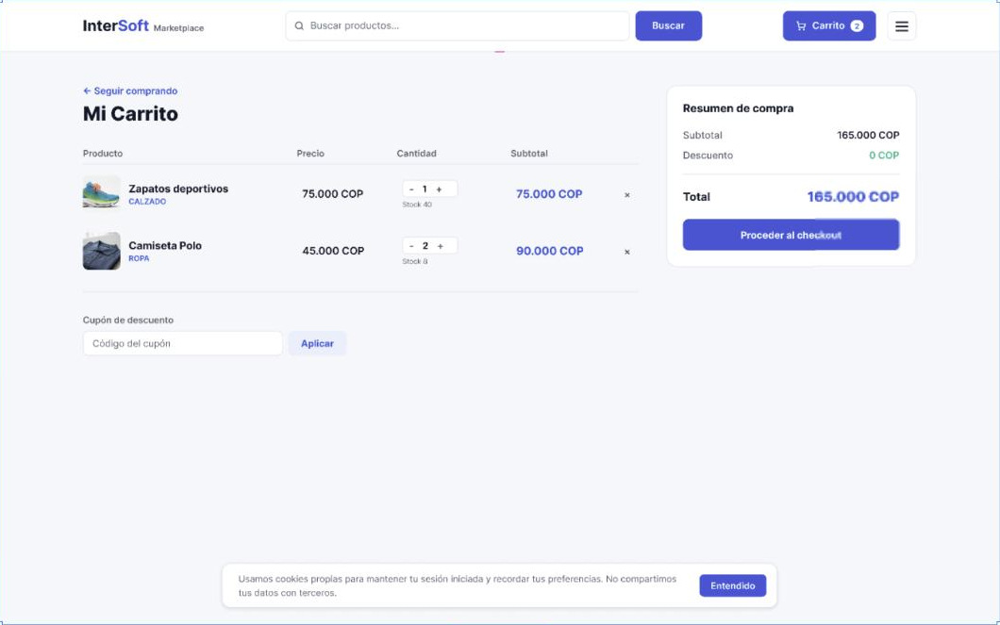 InterSoft Marketplace
Buscar productos...
Buscar
Carrito 2
← Seguir comprando
Mi Carrito
Producto Precio Cantidad Subtotal
Zapatos deportivos
CALZADO
75.000 COP
- 1 +
Stock 40
75.000 COP
×
Camiseta Polo
ROPA
45.000 COP
- 2 +
Stock 8
90.000 COP
×
Cupón de descuento
Código del cupón
Aplicar
Resumen de compra
Subtotal 165.000 COP
Descuento 0 COP
Total 165.000 COP
Proceder al checkout
Usamos cookies propias para mantener tu sesión iniciada y recordar tus preferencias. No compartimos
tus datos con terceros.
Entendido